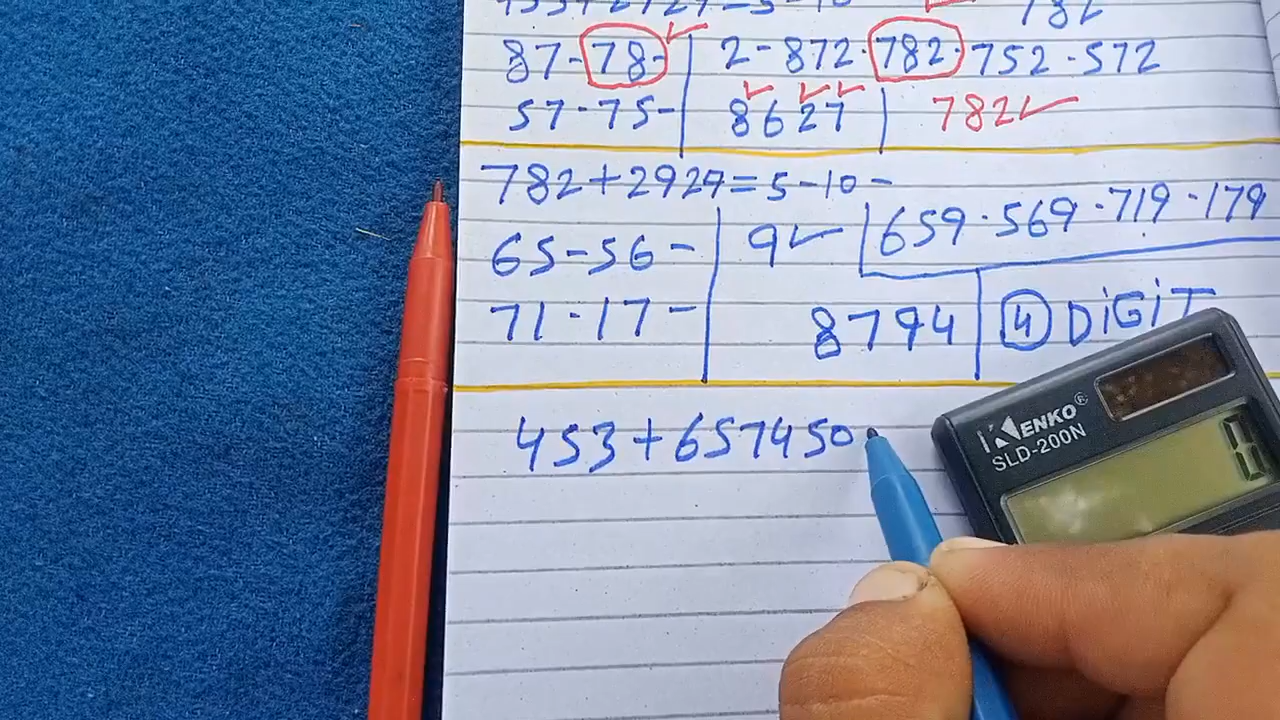 782
87-78- 2-872.782.752.572
57-75- 8627 782
782+2929=5-10-
65-56- 9 659.569.719.179
71.17- 8794 4 DiGiT
453+657450
KENKO®
SLD-200N